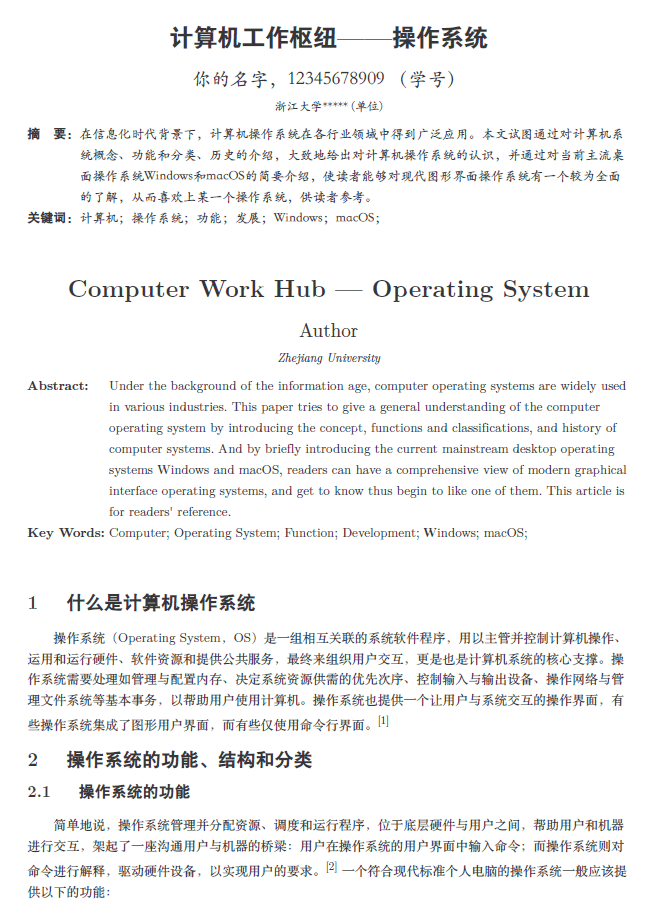 计算机工作枢纽——操作系统
你的名字，12345678909 （学号）
浙江大学***** (单位)
摘 要：在信息化时代背景下，计算机操作系统在各行业领域中得到广泛应用。本文试图通过对计算机系
统概念、功能和分类、历史的介绍，大致地给出对计算机操作系统的认识，并通过对当前主流桌
面操作系统Windows和macOS的简要介绍，使读者能够对现代图形界面操作系统有一个较为全面
的了解，从而喜欢上某一个操作系统，供读者参考。
关键词：计算机；操作系统；功能；发展；Windows；macOS；
Computer Work Hub — Operating System
Author
Zhejiang University
Abstract: Under the background of the information age, computer operating systems are widely used
in various industries. This paper tries to give a general understanding of the computer
operating system by introducing the concept, functions and classifications, and history of
computer systems. And by briefly introducing the current mainstream desktop operating
systems Windows and macOS, readers can have a comprehensive view of modern graphical
interface operating systems, and get to know thus begin to like one of them. This article is
for readers' reference.
Key Words: Computer; Operating System; Function; Development; Windows; macOS;
1 什么是计算机操作系统
操作系统（Operating System，OS）是一组相互关联的系统软件程序，用以主管并控制计算机操作、
运用和运行硬件、软件资源和提供公共服务，最终来组织用户交互，更是也是计算机系统的核心支撑。操
作系统需要处理如管理与配置内存、决定系统资源供需的优先次序、控制输入与输出设备、操作网络与管
理文件系统等基本事务，以帮助用户使用计算机。操作系统也提供一个让用户与系统交互的操作界面，有
些操作系统集成了图形用户界面，而有些仅使用命令行界面。[1]
2 操作系统的功能、结构和分类
2.1 操作系统的功能
简单地说，操作系统管理并分配资源、调度和运行程序，位于底层硬件与用户之间，帮助用户和机器
进行交互，架起了一座沟通用户与机器的桥梁：用户在操作系统的用户界面中输入命令；而操作系统则对
命令进行解释，驱动硬件设备，以实现用户的要求。[2] 一个符合现代标准个人电脑的操作系统一般应该提
供以下的功能：